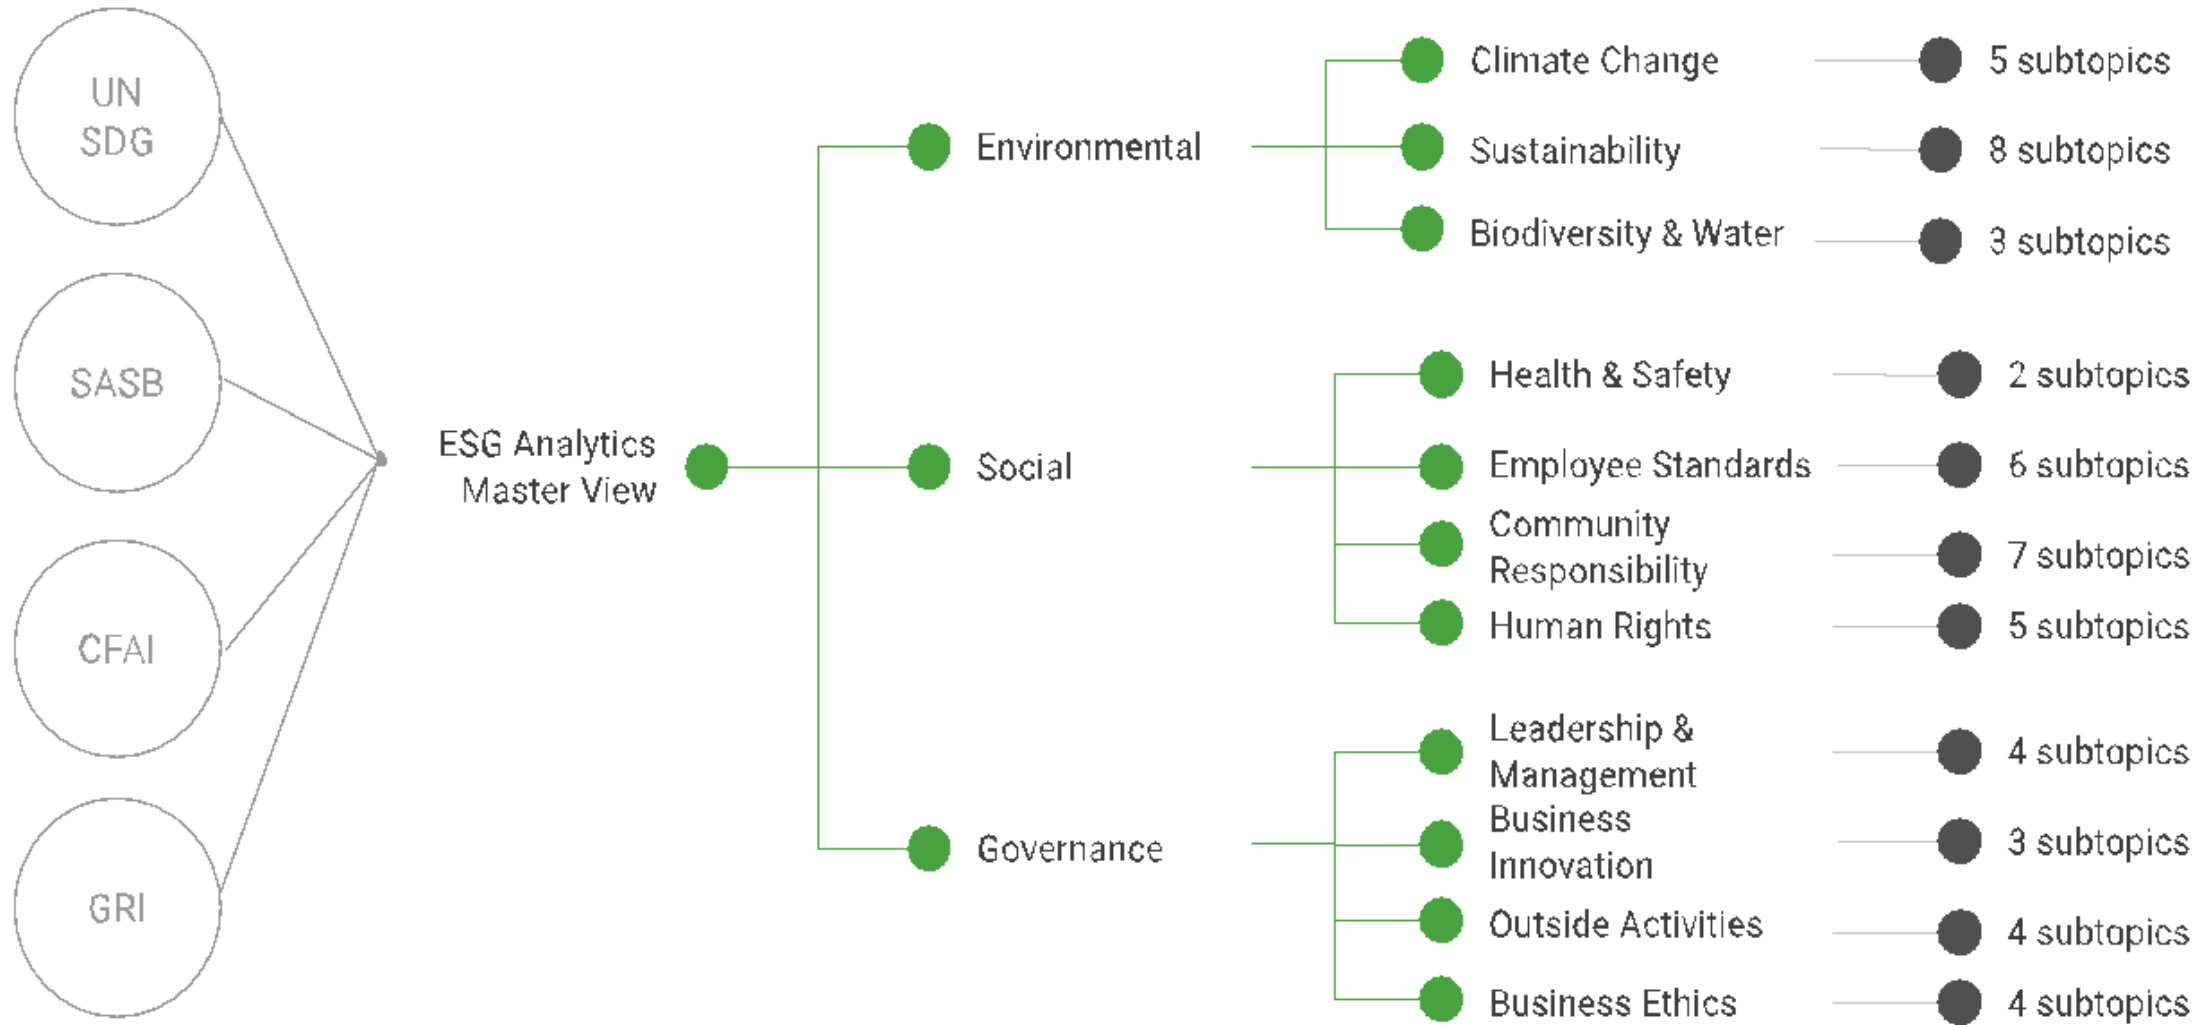 UN
SDG
SASB
CFAI
GRI
ESG Analytics
Master View
Environmental
Climate Change
5 subtopics
Sustainability
8 subtopics
Biodiversity & Water
3 subtopics
Social
Health & Safety
2 subtopics
Employee Standards
6 subtopics
Community
Responsibility
7 subtopics
Human Rights
5 subtopics
Governance
Leadership &
Management
4 subtopics
Business
Innovation
3 subtopics
Outside Activities
4 subtopics
Business Ethics
4 subtopics